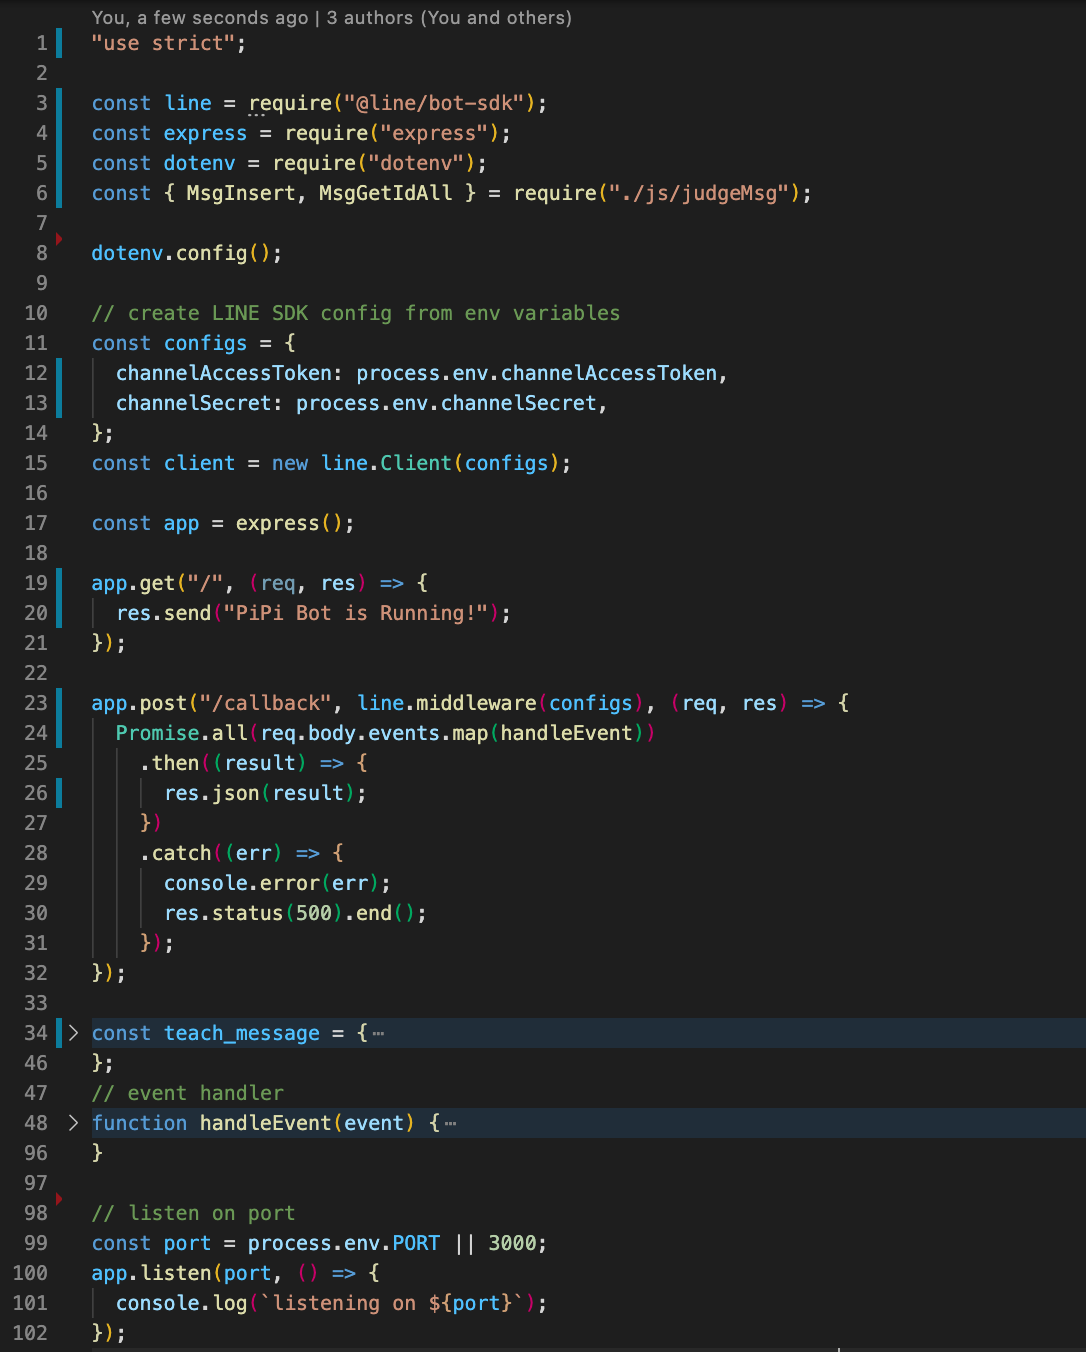 You, a few seconds ago | 3 authors (You and others)
1 "use strict";
2
3 const line = require("@line/bot-sdk");
4 const express = require("express");
5 const dotenv = require("dotenv");
6 const { MsgInsert, MsgGetIdAll } = require("./js/judgeMsg");
7
8 dotenv.config();
9
10 // create LINE SDK config from env variables
11 const configs = {
12   channelAccessToken: process.env.channelAccessToken,
13   channelSecret: process.env.channelSecret,
14 };
15 const client = new line.Client(configs);
16
17 const app = express();
18
19 app.get("/", (req, res) => {
20   res.send("PiPi Bot is Running!");
21 });
22
23 app.post("/callback", line.middleware(configs), (req, res) => {
24   Promise.all(req.body.events.map(handleEvent))
25     .then((result) => {
26       res.json(result);
27     })
28     .catch((err) => {
29       console.error(err);
30       res.status(500).end();
31     });
32 });
33
34 const teach_message = {⋯
46 };
47 // event handler
48 function handleEvent(event) {⋯
96 }
97
98 // listen on port
99 const port = process.env.PORT || 3000;
100 app.listen(port, () => {
101   console.log(`listening on ${port}`);
102 });